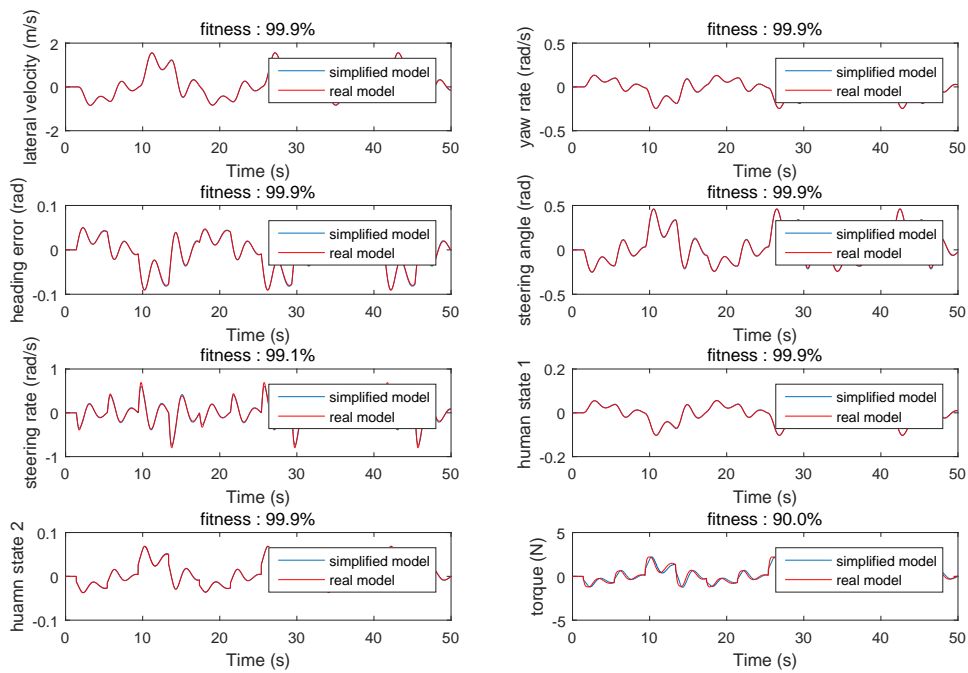 fitness : 99.9%
lateral velocity (m/s)
2
0
-2
0 10 20 30 40 50
Time (s)
simplified model
real model
fitness : 99.9%
yaw rate (rad/s)
0.5
0
-0.5
0 10 20 30 40 50
Time (s)
simplified model
real model
fitness : 99.9%
heading error (rad)
0.1
0
-0.1
0 10 20 30 40 50
Time (s)
simplified model
real model
fitness : 99.9%
steering angle (rad)
0.5
0
-0.5
0 10 20 30 40 50
Time (s)
simplified model
real model
fitness : 99.1%
steering rate (rad/s)
1
0
-1
0 10 20 30 40 50
Time (s)
simplified model
real model
fitness : 99.9%
human state 1
0.2
0
-0.2
0 10 20 30 40 50
Time (s)
simplified model
real model
fitness : 99.9%
huamn state 2
0.1
0
-0.1
0 10 20 30 40 50
Time (s)
simplified model
real model
fitness : 90.0%
torque (N)
5
0
-5
0 10 20 30 40 50
Time (s)
simplified model
real model